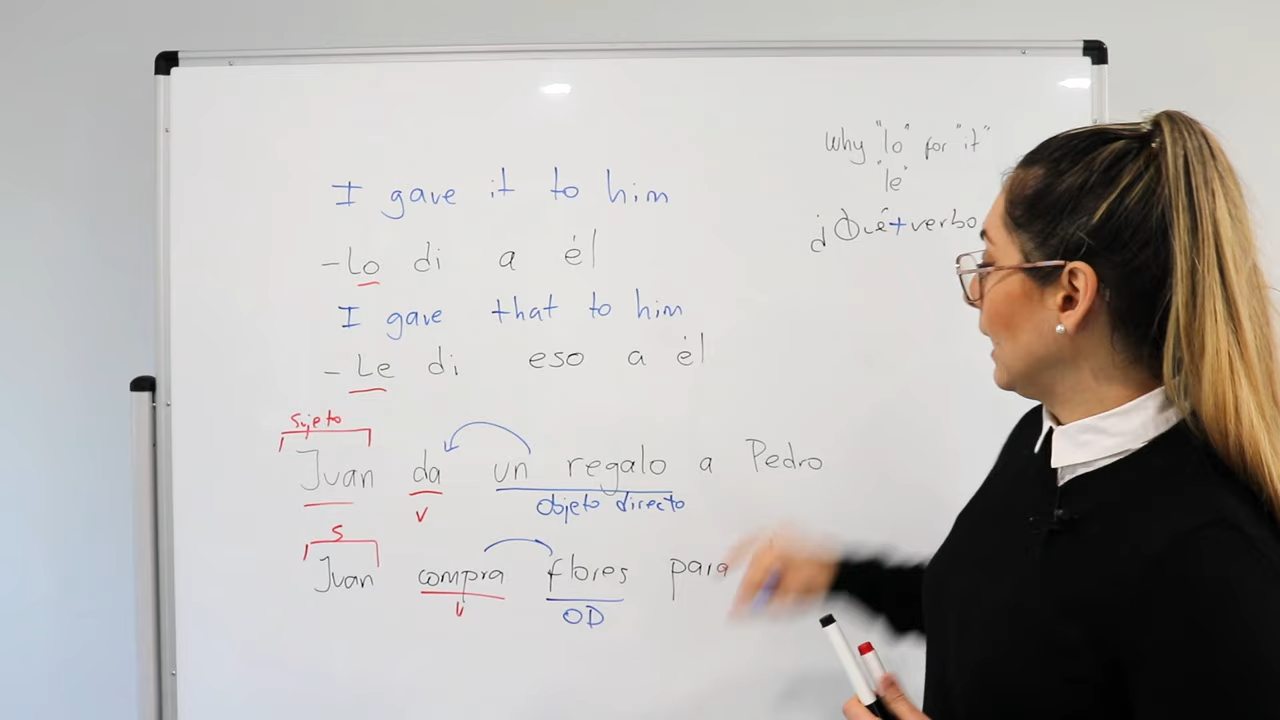 why "lo" for "it"
"le"
¿Qué+verbo
I gave it to him
- Lo di a él
I gave that to him
- Le di eso a él
Sujeto
Juan da un regalo a Pedro
v objeto directo
S
Juan compra flores para
v OD